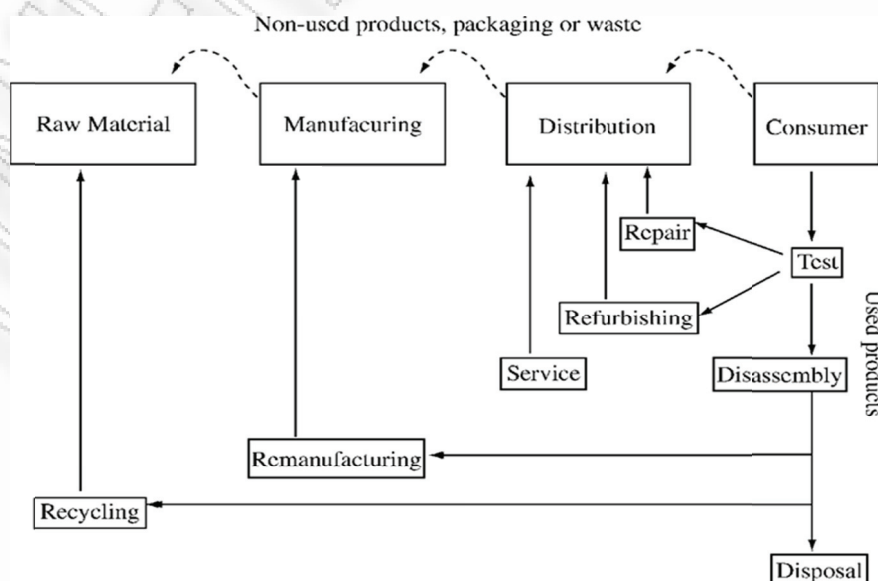 Non-used products, packaging or waste
Raw Material
Manufacuring
Distribution
Consumer
Repair
Test
Refurbishing
Used products
Service
Disassembly
Remanufacturing
Recycling
Disposal